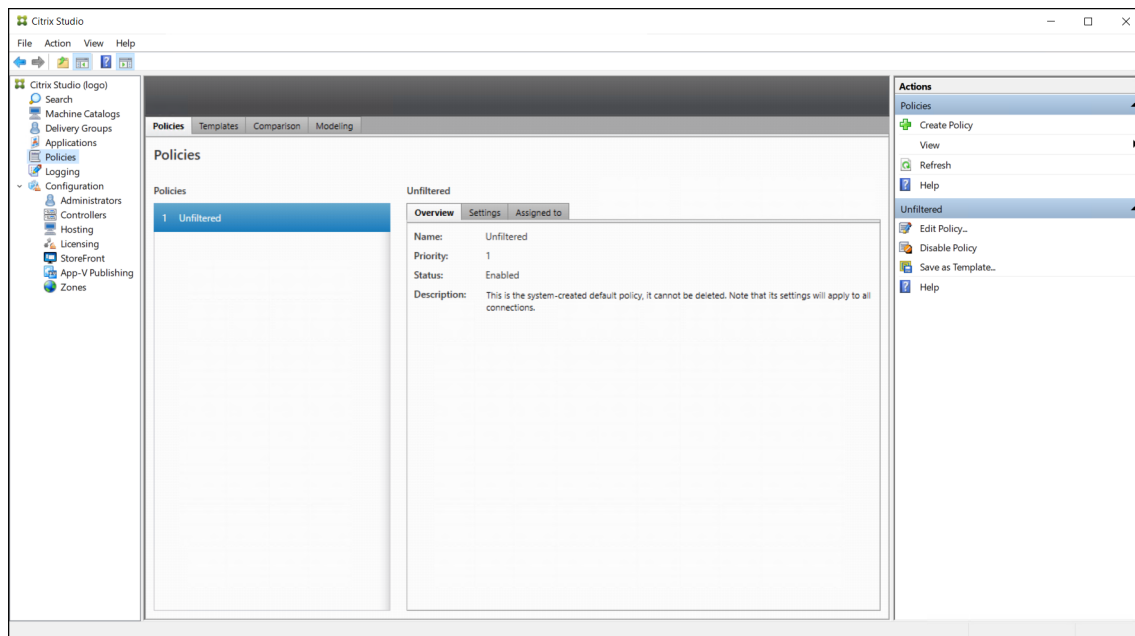 Citrix Studio
File Action View Help
Citrix Studio (logo)
Search
Machine Catalogs
Delivery Groups
Applications
Policies
Logging
Configuration
Administrators
Controllers
Hosting
Licensing
StoreFront
App-V Publishing
Zones
Policies Templates Comparison Modeling
Policies
Policies
1 Unfiltered
Unfiltered
Overview Settings Assigned to
Name: Unfiltered
Priority: 1
Status: Enabled
Description: This is the system-created default policy, it cannot be deleted. Note that its settings will apply to all
connections.
Actions
Policies
Create Policy
View
Refresh
Help
Unfiltered
Edit Policy...
Disable Policy
Save as Template...
Help